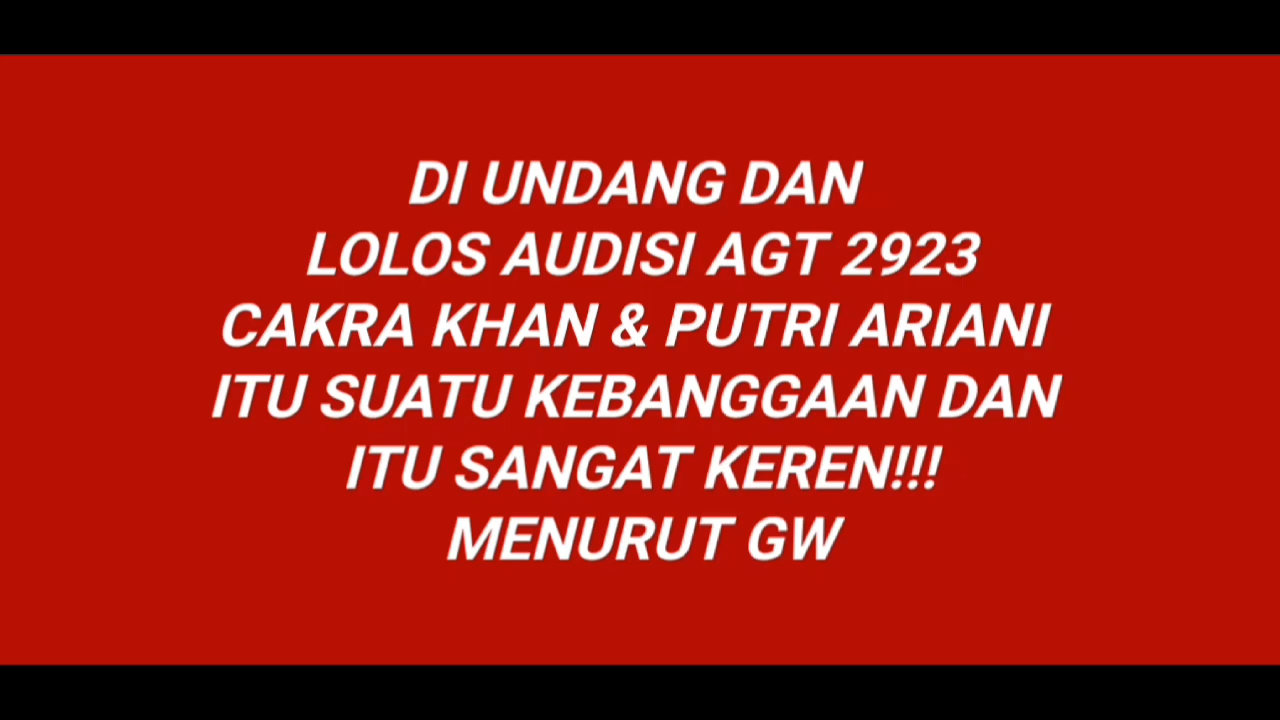 DI UNDANG DAN
LOLOS AUDISI AGT 2923
CAKRA KHAN & PUTRI ARIANI
ITU SUATU KEBANGGAAN DAN
ITU SANGAT KEREN!!!
MENURUT GW